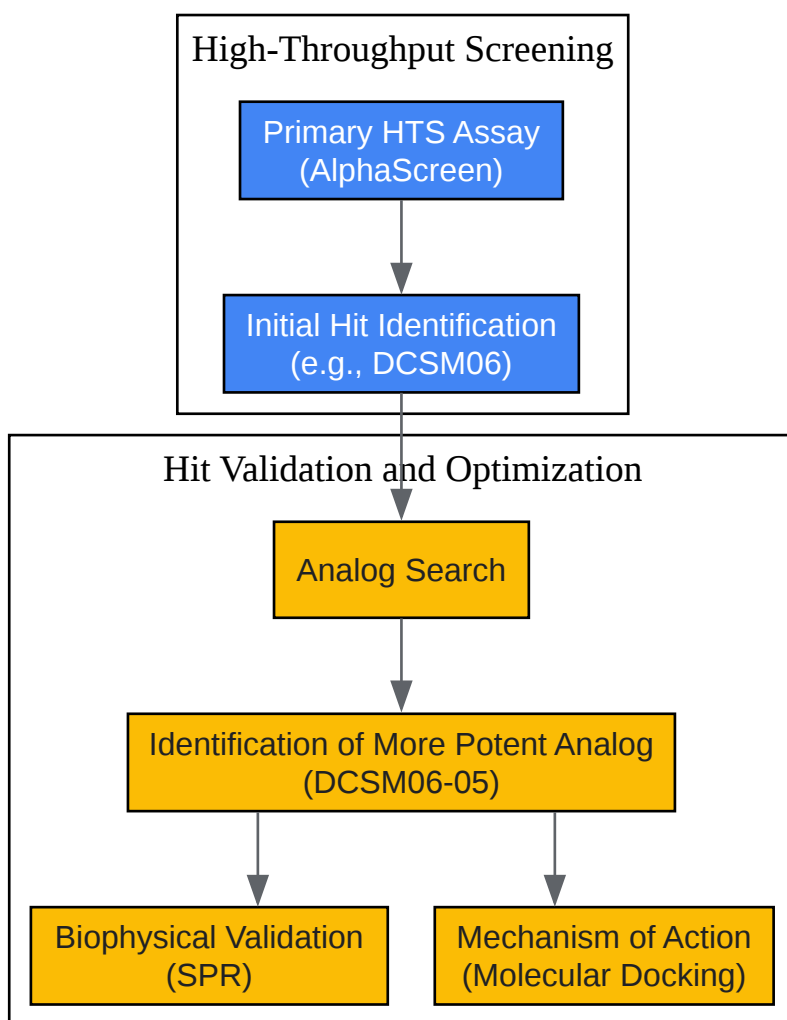 High-Throughput Screening
Primary HTS Assay
(AlphaScreen)
Initial Hit Identification
(e.g., DCSM06)
Hit Validation and Optimization
Analog Search
Identification of More Potent Analog
(DCSM06-05)
Biophysical Validation
(SPR)
Mechanism of Action
(Molecular Docking)